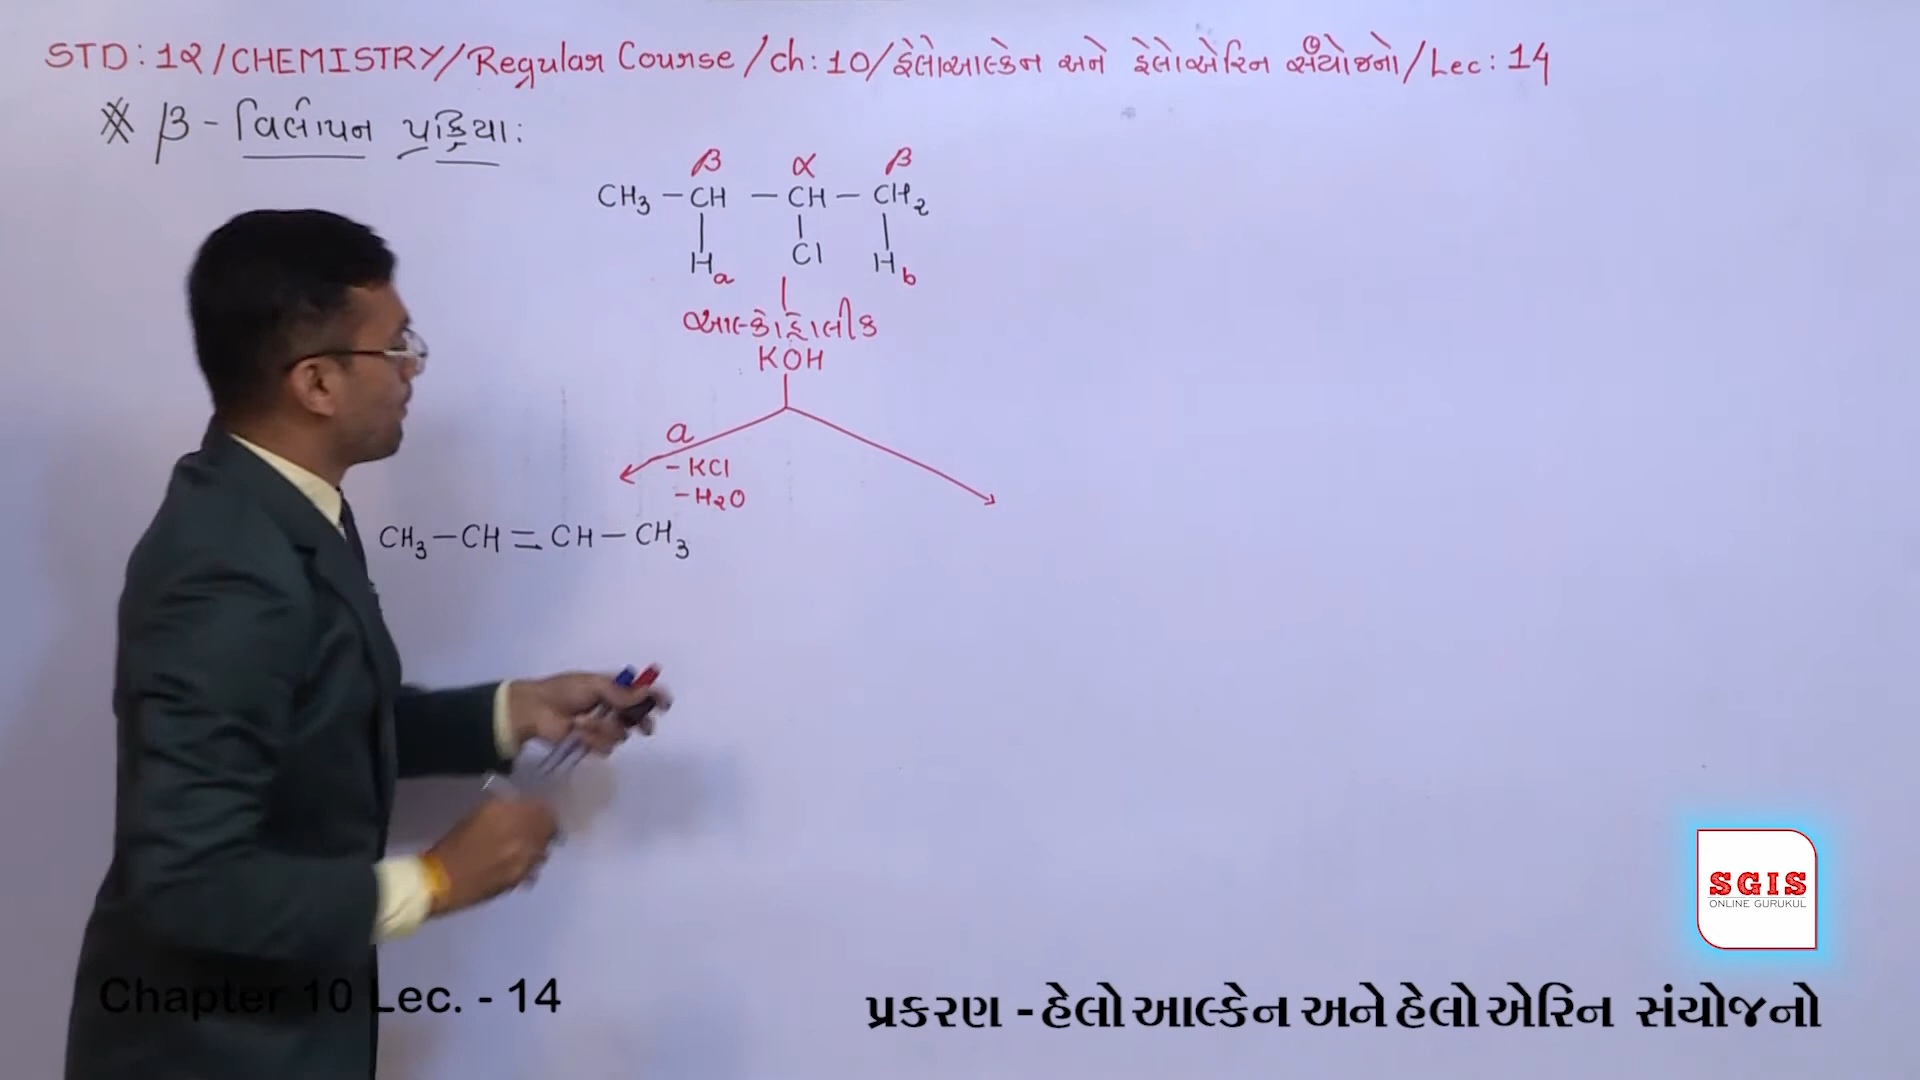 STD: 12/CHEMISTRY/Regular Course/ch: 10/હેલોઆલ્કેન અને હેલોએરિન સંયોજનો/Lec: 14
※ β - વિલોપન પ્રક્રિયા:
β α β
CH₃ – CH – CH – CH₂
H a Cl H b
આલ્કોહોલીક
KOH
a
- KCl
- H₂O
CH₃ – CH = CH – CH₃
SGIS
ONLINE GURUKUL
Chapter 10 Lec. - 14
પ્રકરણ - હેલો આલ્કેન અને હેલો એરિન સંયોજનો